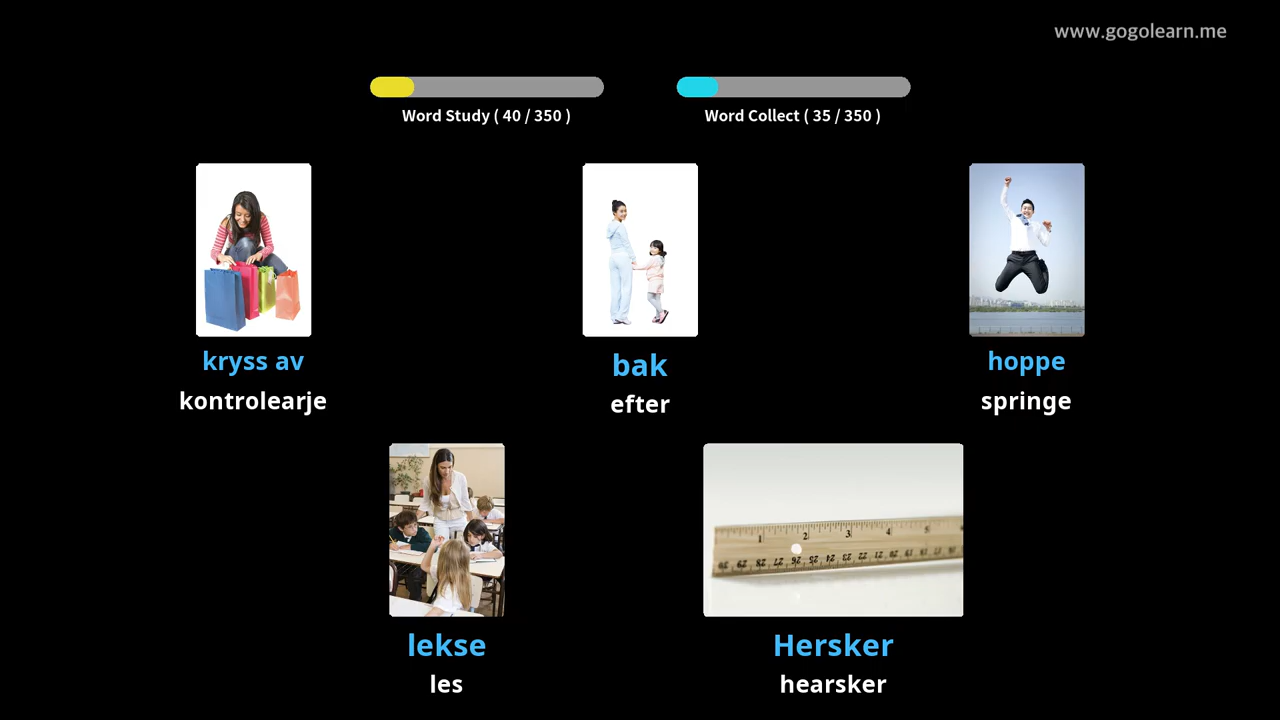 www.gogolearn.me
Word Study ( 40 / 350 )
Word Collect ( 35 / 350 )
kryss av
kontrolearje
bak
efter
hoppe
springe
lekse
les
Hersker
hearsker